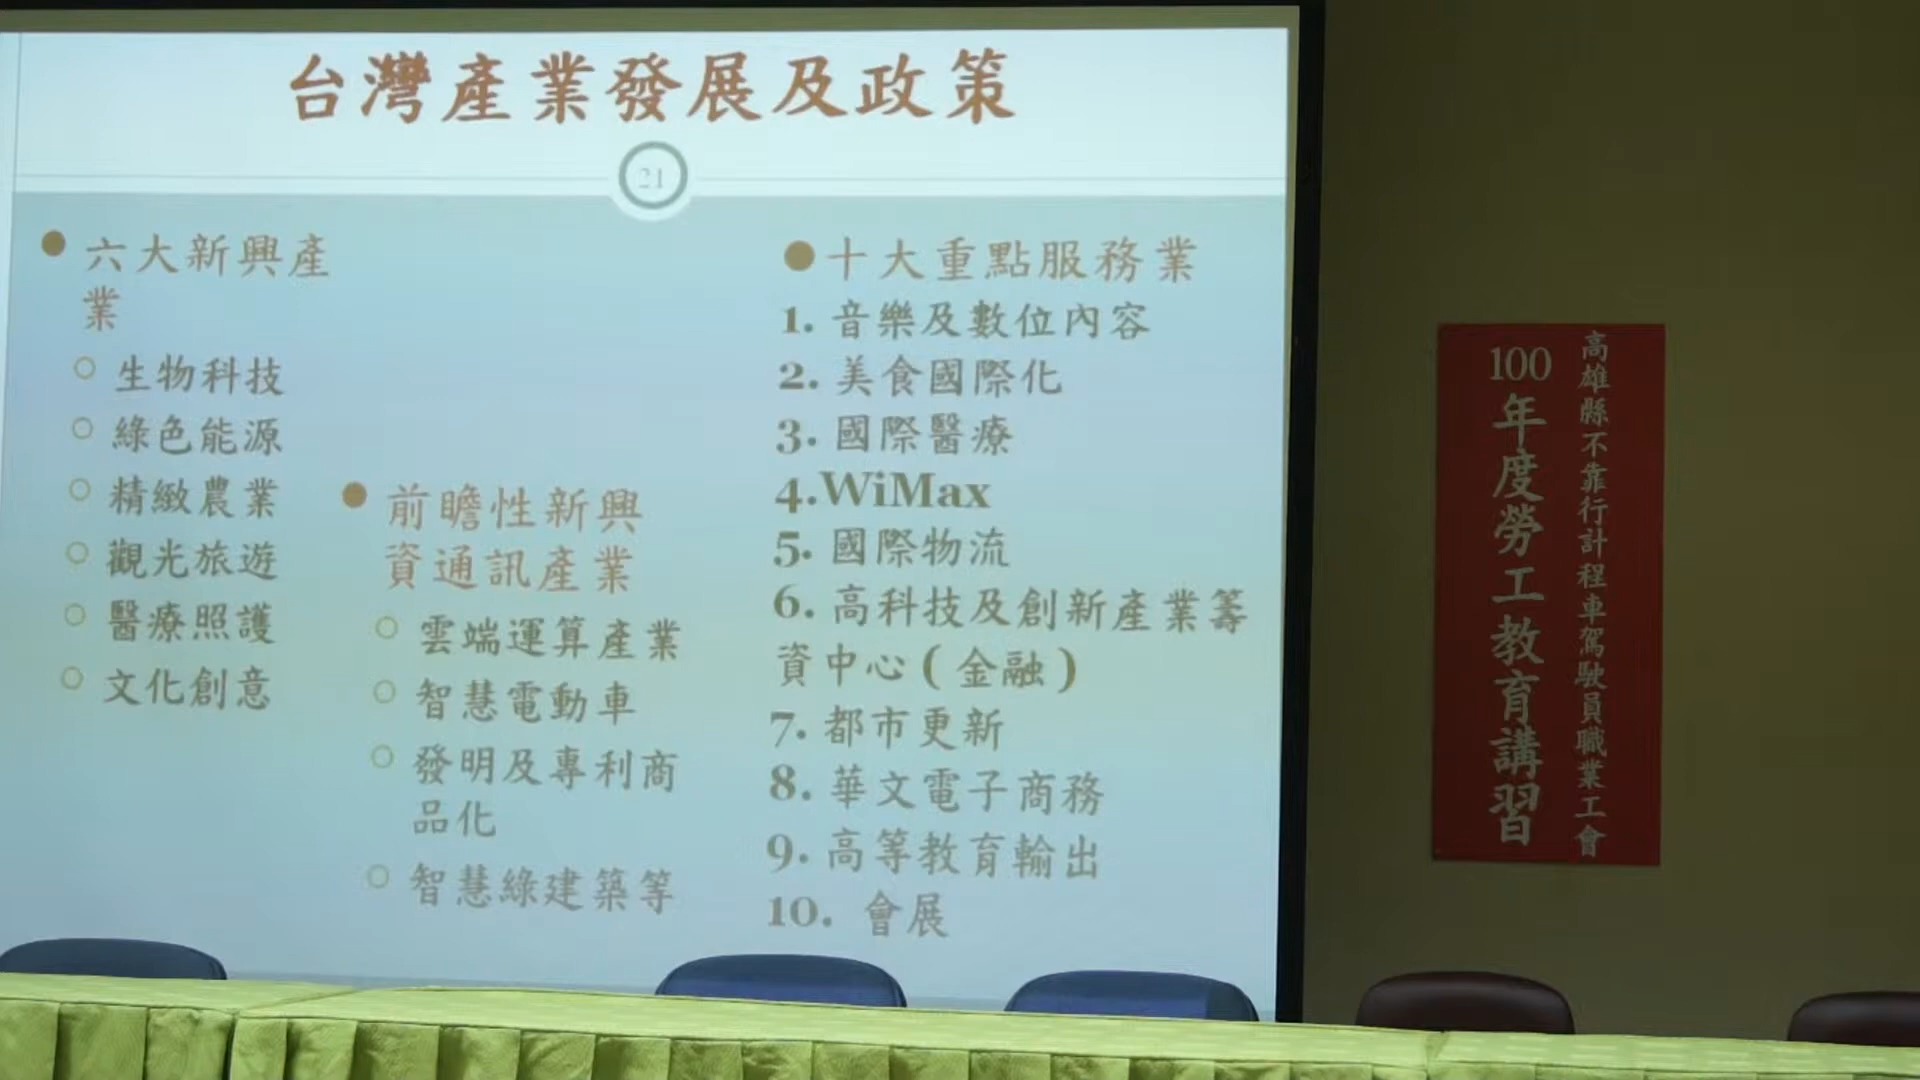 台灣產業發展及政策
21
六大新興產
業
生物科技
綠色能源
精緻農業
觀光旅遊
醫療照護
文化創意
前瞻性新興
資通訊產業
雲端運算產業
智慧電動車
發明及專利商
品化
智慧綠建築等
十大重點服務業
1. 音樂及數位內容
2. 美食國際化
3. 國際醫療
4.WiMax
5. 國際物流
6. 高科技及創新產業籌
資中心(金融)
7. 都市更新
8. 華文電子商務
9. 高等教育輸出
10. 會展
高雄縣不靠行計程車駕駛員職業工會
100年度勞工教育講習